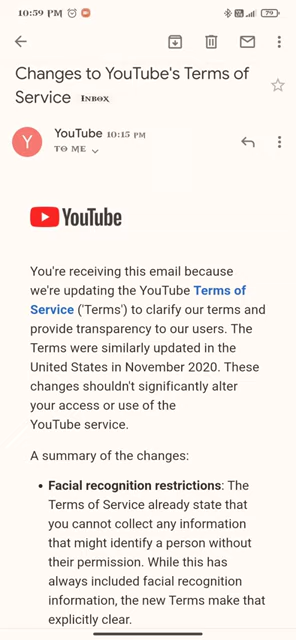 10:59 PM
79
Changes to YouTube's Terms of
Service Inbox
Y
YouTube 10:15 PM
TO ME
YouTube
You're receiving this email because
we're updating the YouTube Terms of
Service ('Terms') to clarify our terms and
provide transparency to our users. The
Terms were similarly updated in the
United States in November 2020. These
changes shouldn't significantly alter
your access or use of the
YouTube service.
A summary of the changes:
• Facial recognition restrictions: The
Terms of Service already state that
you cannot collect any information
that might identify a person without
their permission. While this has
always included facial recognition
information, the new Terms make that
explicitly clear.